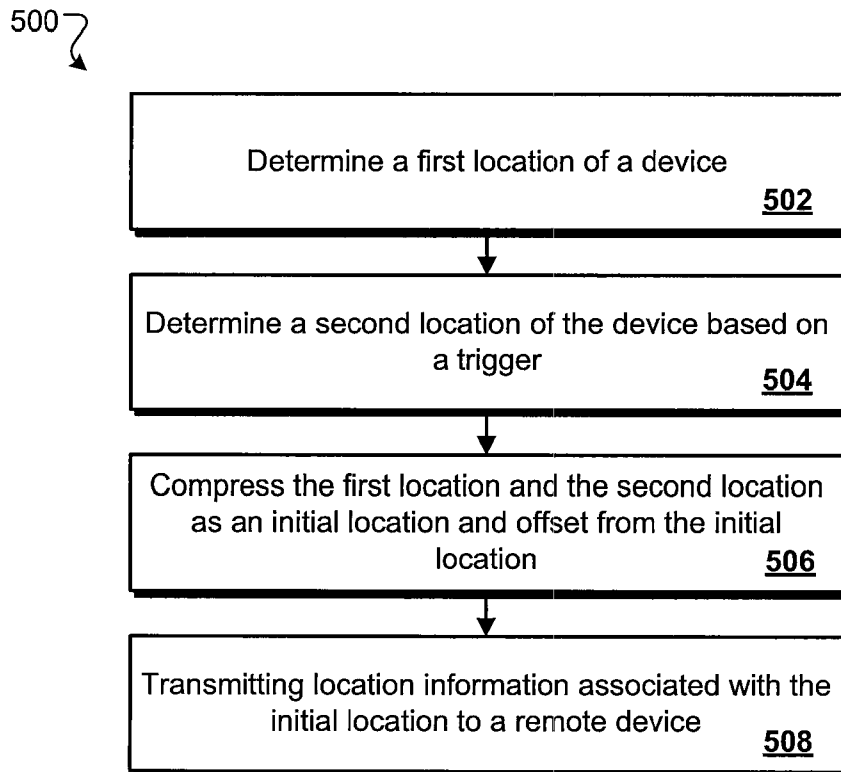 500
Determine a first location of a device
502
Determine a second location of the device based on
a trigger
504
Compress the first location and the second location
as an initial location and offset from the initial
location
506
Transmitting location information associated with the
initial location to a remote device
508